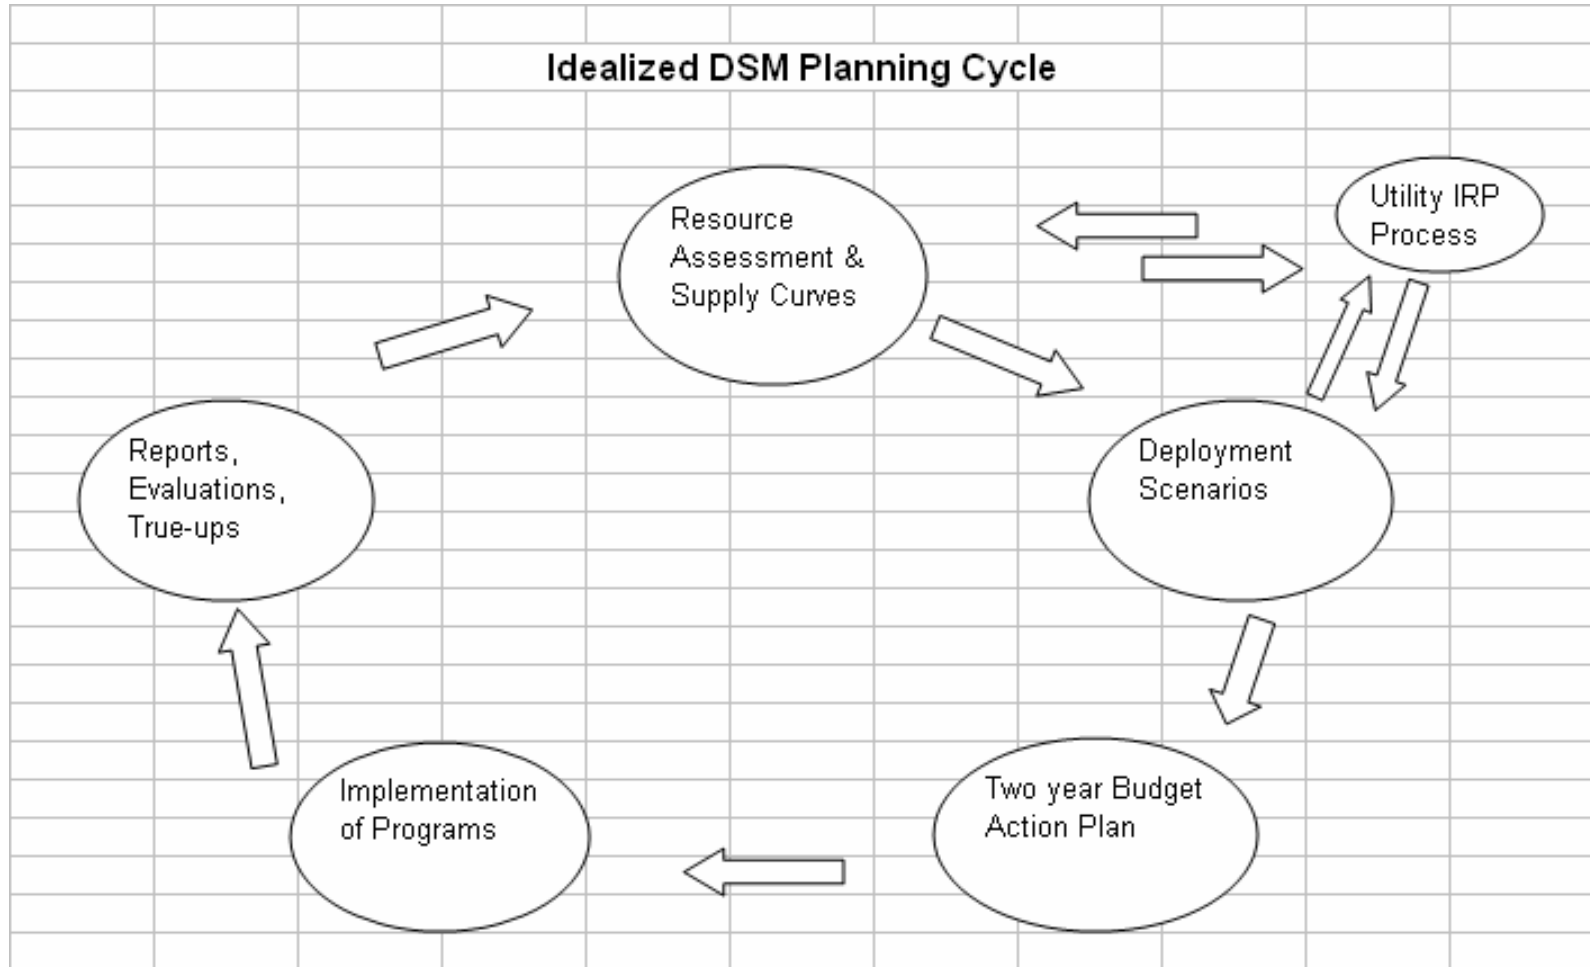 Idealized DSM Planning Cycle
Resource
Assessment &
Supply Curves
Utility IRP
Process
Deployment
Scenarios
Two year Budget
Action Plan
Implementation
of Programs
Reports,
Evaluations,
True-ups